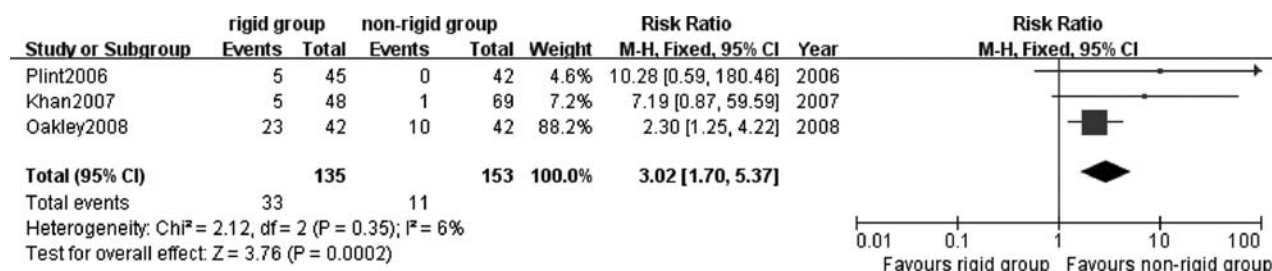 rigid group non-rigid group Risk Ratio Risk Ratio
Study or Subgroup Events Total Events Total Weight M-H, Fixed, 95% CI Year M-H, Fixed, 95% CI
Plint2006 5 45 0 42 4.6% 10.28 [0.59, 180.46] 2006
Khan2007 5 48 1 69 7.2% 7.19 [0.87, 59.59] 2007
Oakley2008 23 42 10 42 88.2% 2.30 [1.25, 4.22] 2008
Total (95% CI) 135 153 100.0% 3.02 [1.70, 5.37]
Total events 33 11
Heterogeneity: Chi² = 2.12, df = 2 (P = 0.35); I² = 6%
Test for overall effect: Z = 3.76 (P = 0.0002)
0.01 0.1 1 10 100
Favours rigid group Favours non-rigid group